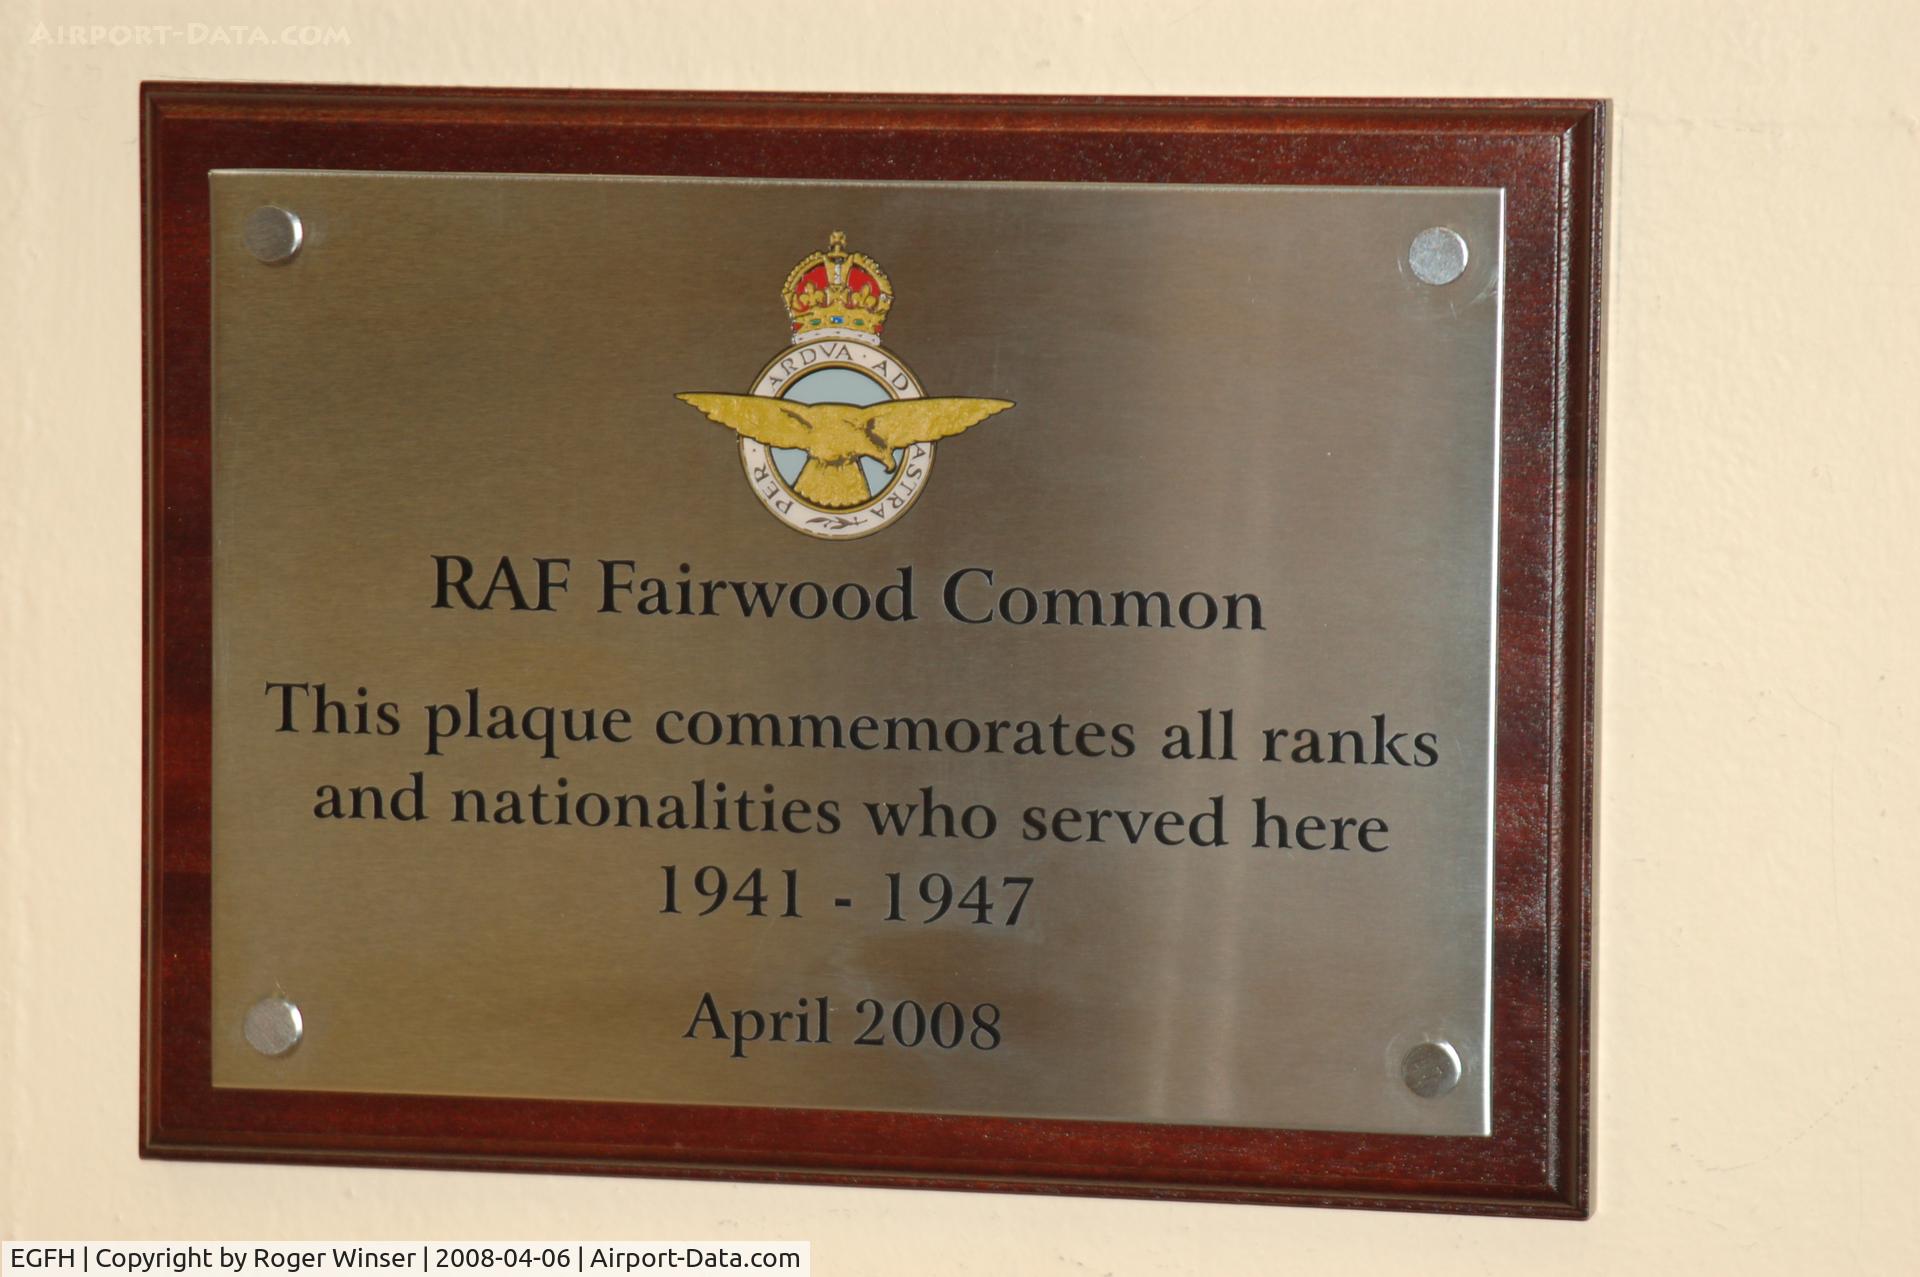 AIRPORT-DATA.COM
PER · ARDVA · AD ASTRA
RAF Fairwood Common
This plaque commemorates all ranks
and nationalities who served here
1941 - 1947
April 2008
EGFH | Copyright by Roger Winser | 2008-04-06 | Airport-Data.com